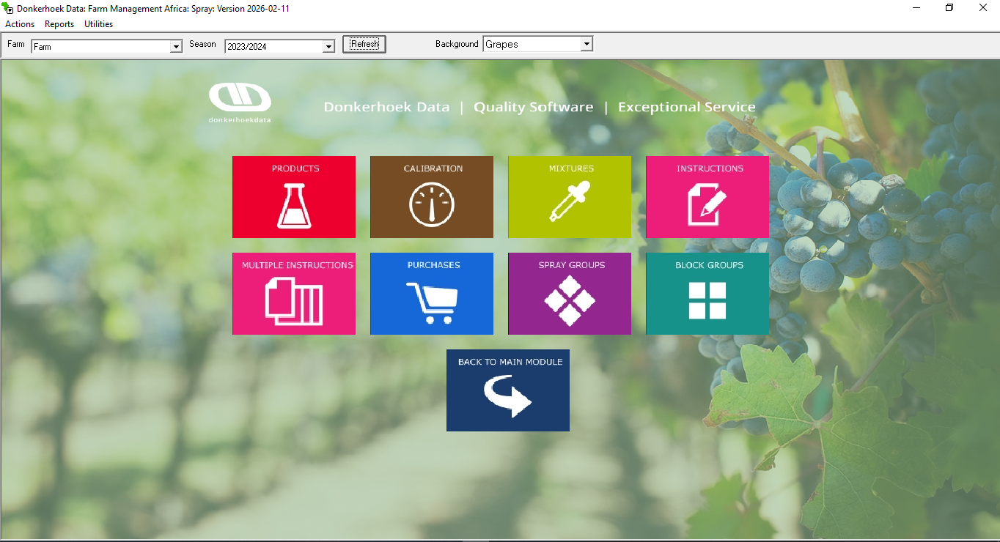 Donkerhoek Data: Farm Management Africa: Spray: Version 2026-02-11
Actions Reports Utilities
Farm Farm Season 2023/2024 Refresh Background Grapes
donkerhoekdata
Donkerhoek Data | Quality Software | Exceptional Service
PRODUCTS CALIBRATION MIXTURES INSTRUCTIONS
MULTIPLE INSTRUCTIONS PURCHASES SPRAY GROUPS BLOCK GROUPS
BACK TO MAIN MODULE